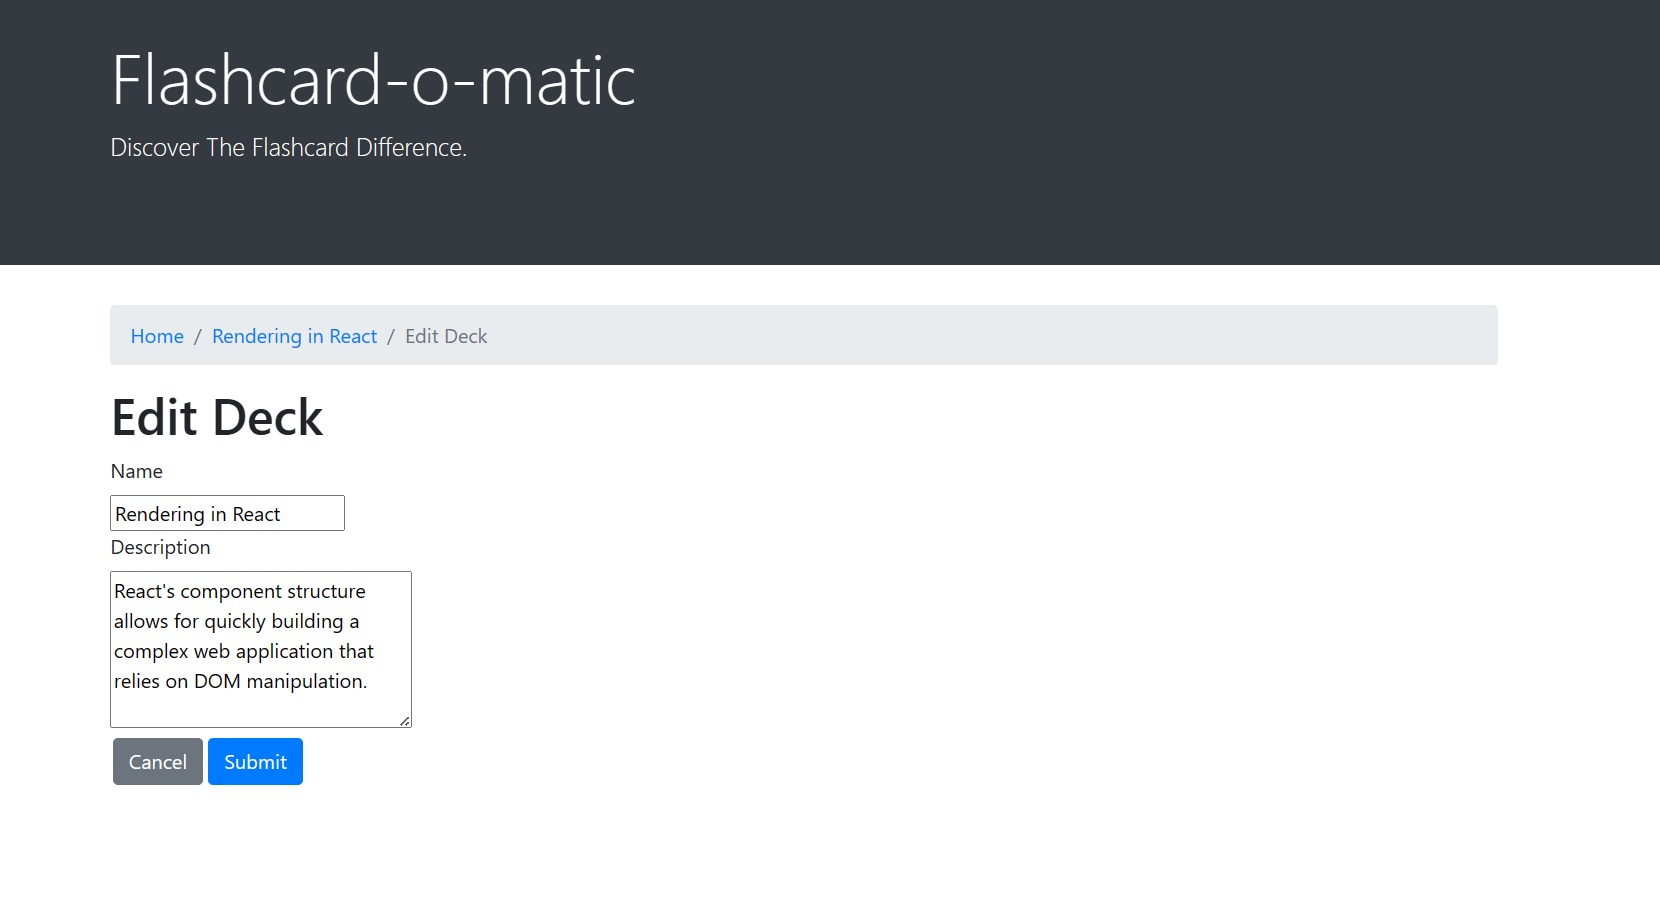 Flashcard-o-matic
Discover The Flashcard Difference.
Home / Rendering in React / Edit Deck
Edit Deck
Name
Rendering in React
Description
React's component structure
allows for quickly building a
complex web application that
relies on DOM manipulation.
Cancel Submit